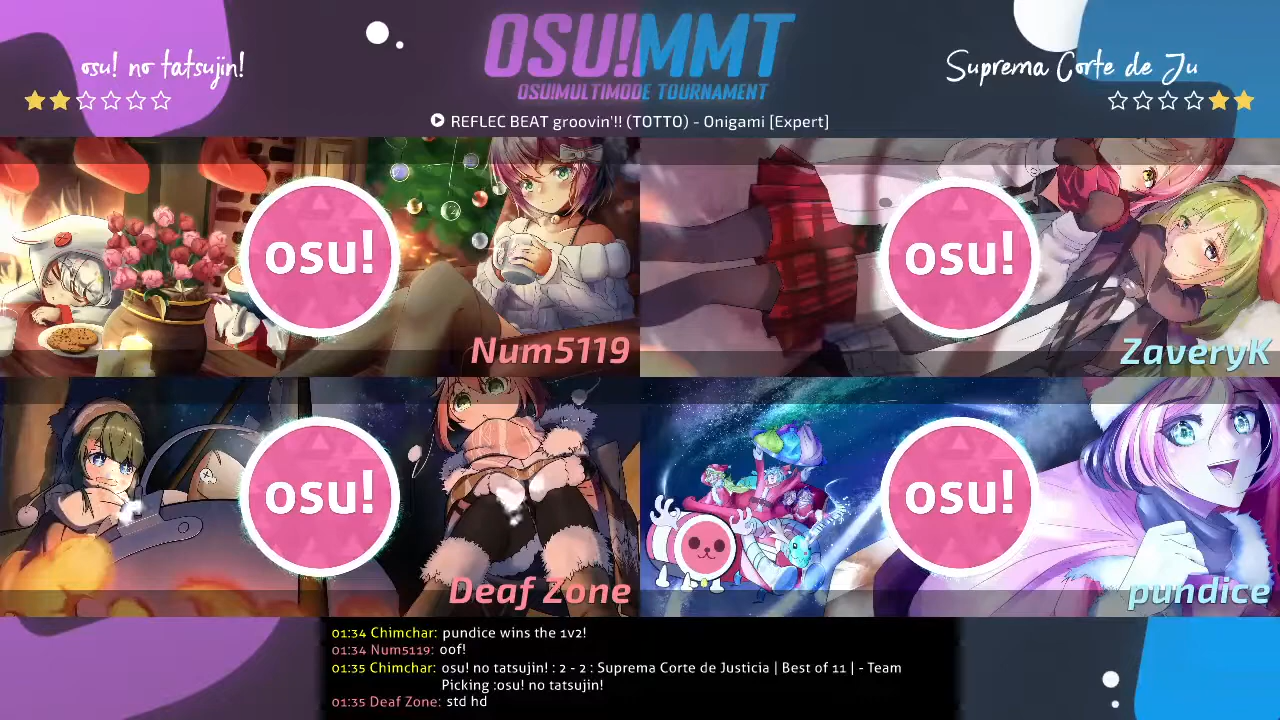 OSU!MMT
OSU!MULTIMODE TOURNAMENT
osu! no tatsujin!
Suprema Corte de Ju
REFLEC BEAT groovin'!! (TOTTO) - Onigami [Expert]
osu!
osu!
Num5119
ZaveryK
osu!
osu!
Deaf Zone
pundice
01:34 Chimchar: pundice wins the 1v2!
01:34 Num5119: oof!
01:35 Chimchar: osu! no tatsujin! : 2 - 2 : Suprema Corte de Justicia | Best of 11 | - Team
Picking :osu! no tatsujin!
01:35 Deaf Zone: std hd